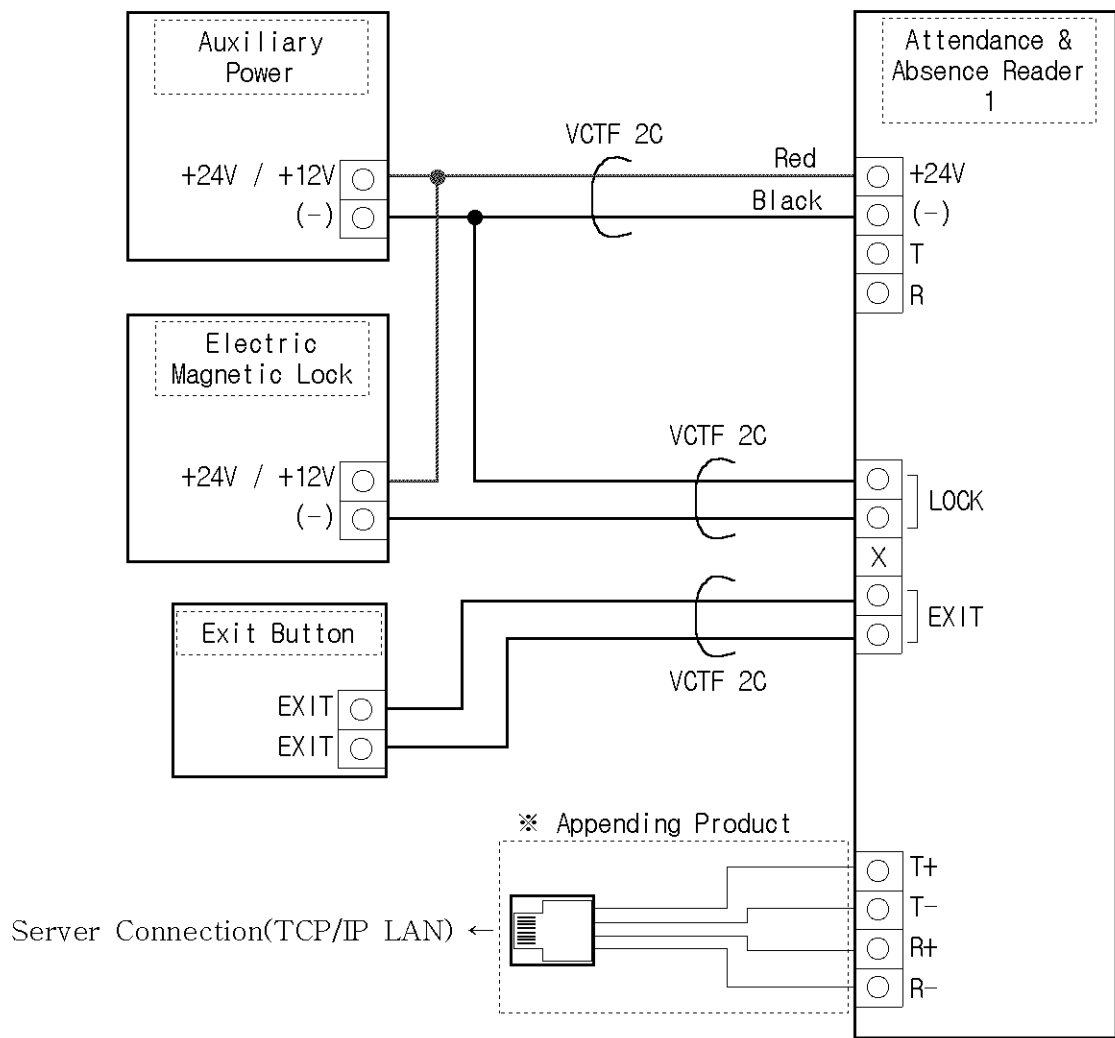 Auxiliary
Power
+24V / +12V
(-)
VCTF 2C
Red
Black
Attendance &
Absence Reader
1
+24V
(-)
T
R
Electric
Magnetic Lock
+24V / +12V
(-)
VCTF 2C
LOCK
X
EXIT
VCTF 2C
Exit Button
EXIT
EXIT
※ Appending Product
Server Connection(TCP/IP LAN) ←
T+
T-
R+
R-